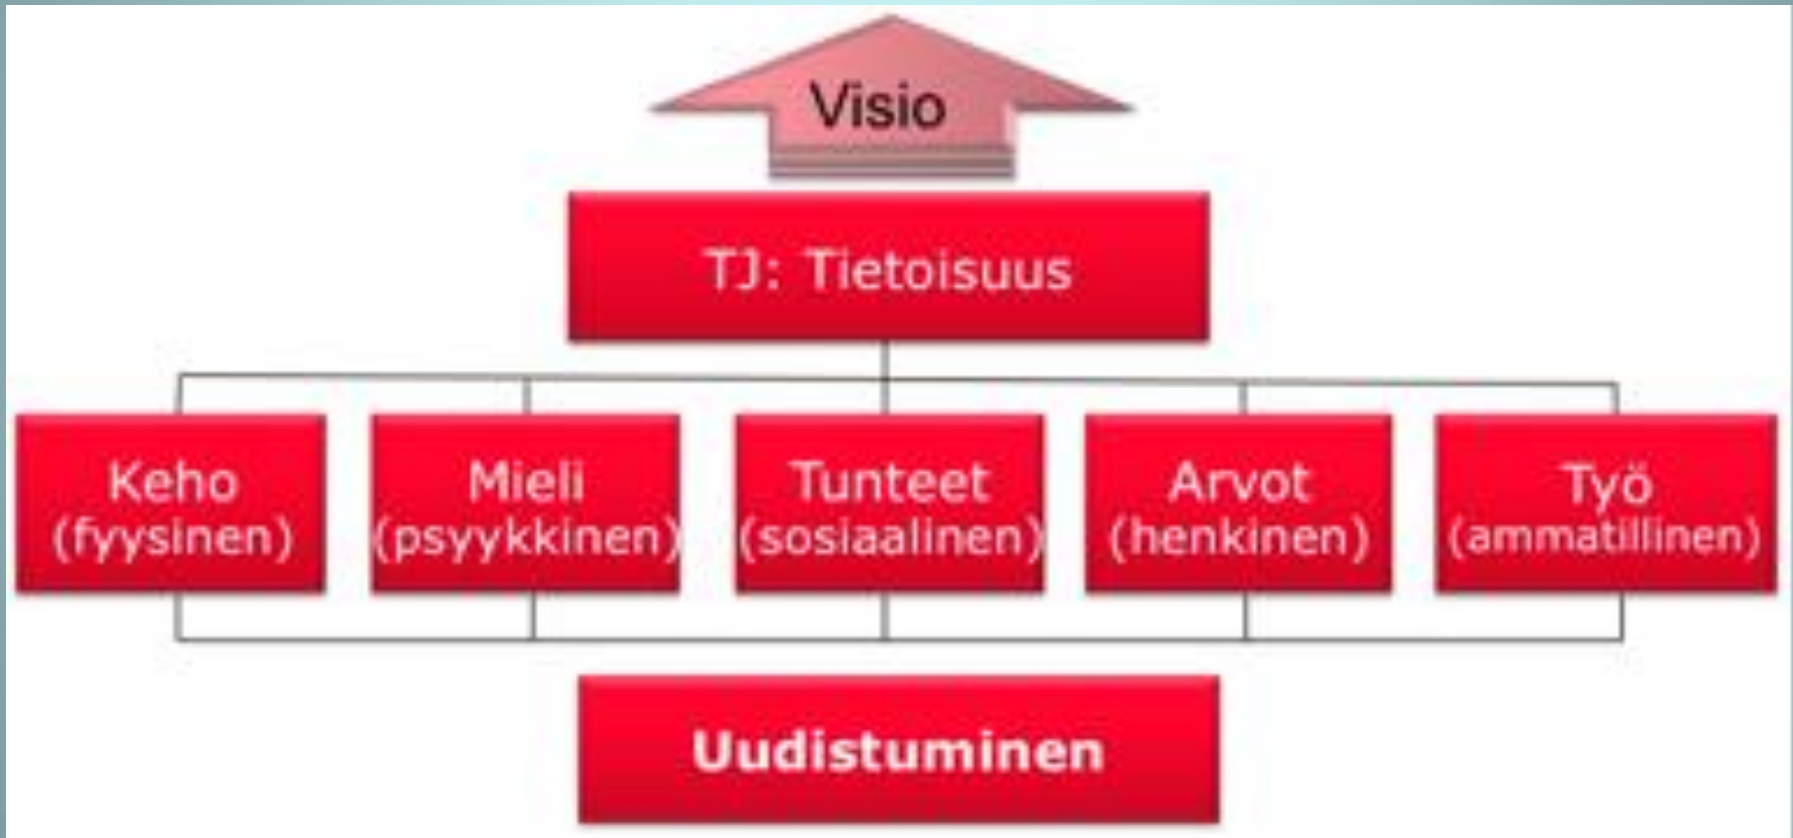 Visio
TJ: Tietoisuus
Keho
(fyysinen)
Mieli
(psyykkinen)
Tunteet
(sosiaalinen)
Arvot
(henkinen)
Työ
(ammatillinen)
Uudistuminen